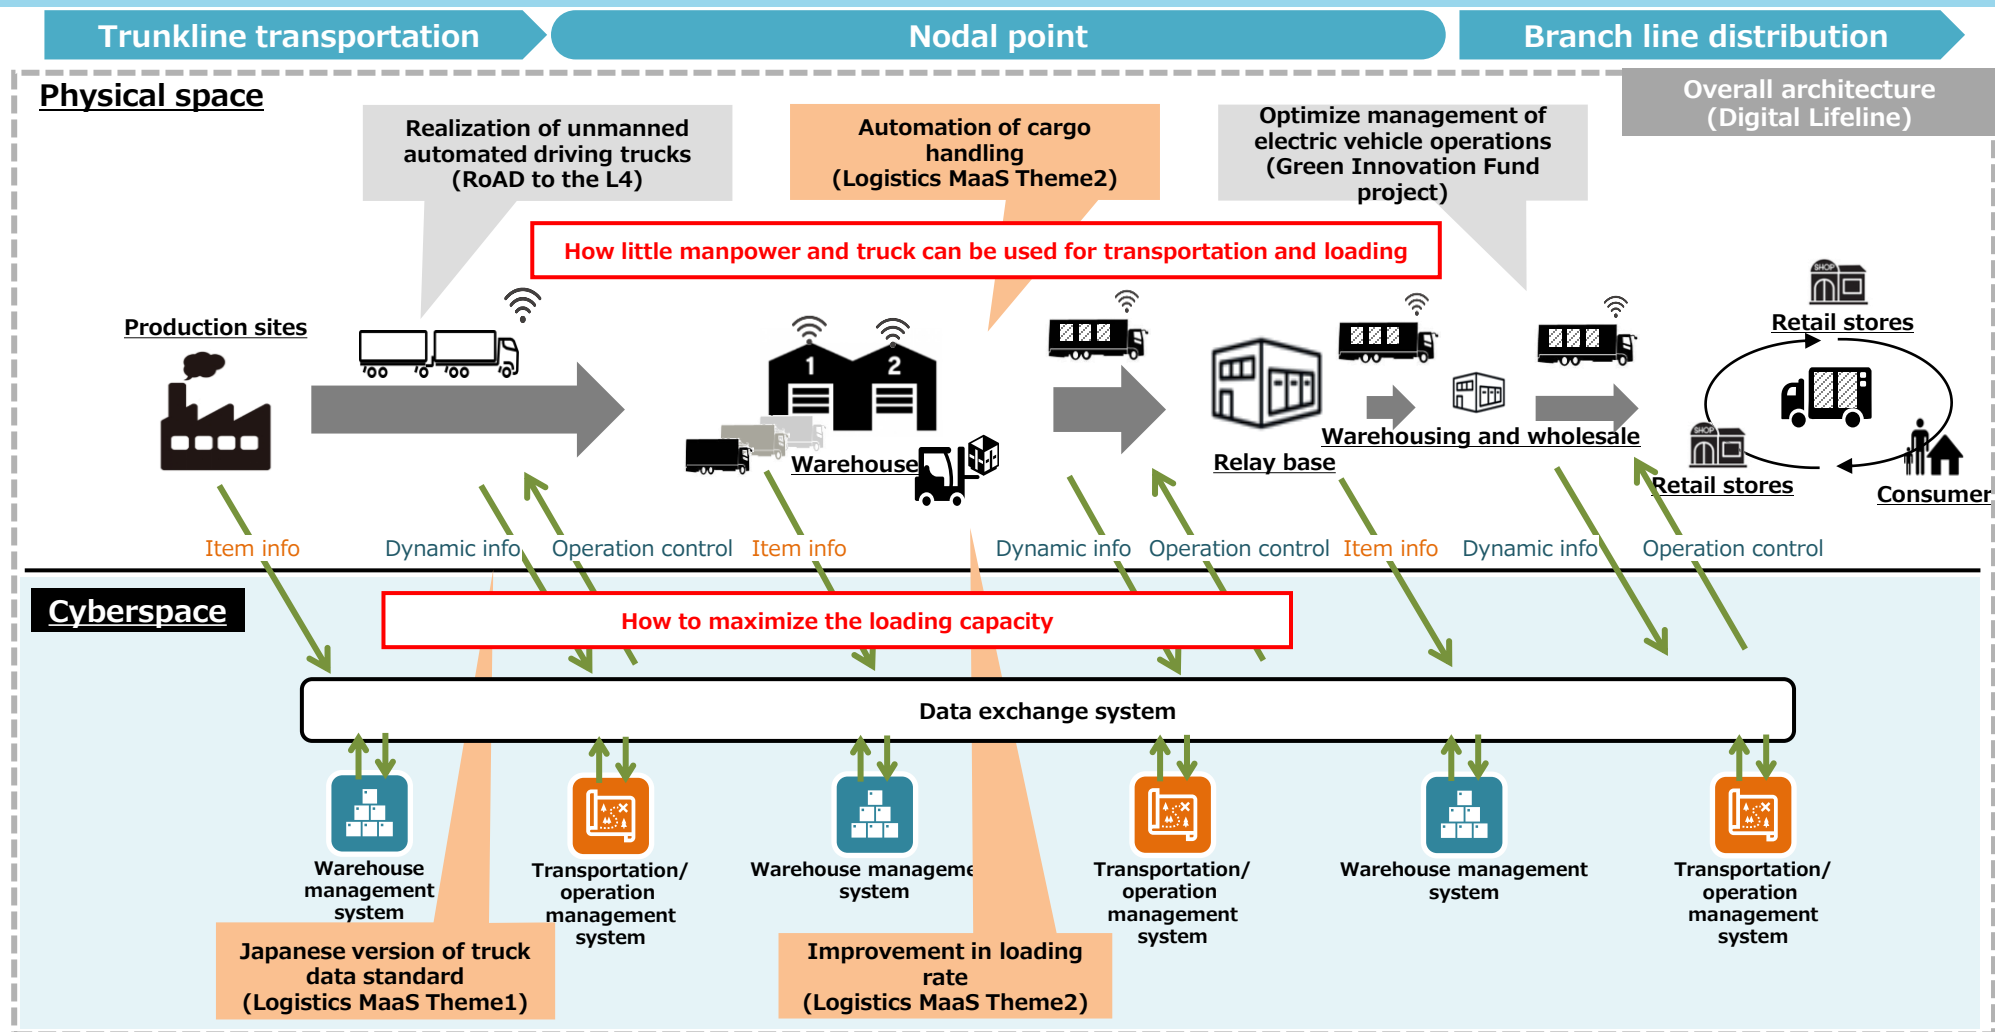 Trunkline transportation
Nodal point
Branch line distribution
Physical space
Overall architecture
(Digital Lifeline)
Realization of unmanned
automated driving trucks
(RoAD to the L4)
Automation of cargo
handling
(Logistics MaaS Theme2)
Optimize management of
electric vehicle operations
(Green Innovation Fund
project)
How little manpower and truck can be used for transportation and loading
Production sites
1
2
Warehouse
Relay base
Warehousing and wholesale
SHOP
Retail stores
SHOP
Retail stores
Consumer
Item info
Dynamic info
Operation control
Item info
Dynamic info
Operation control
Item info
Dynamic info
Operation control
Cyberspace
How to maximize the loading capacity
Data exchange system
Warehouse
management
system
Transportation/
operation
management
system
Warehouse manageme
system
Transportation/
operation
management
system
Warehouse management
system
Transportation/
operation
management
system
Japanese version of truck
data standard
(Logistics MaaS Theme1)
Improvement in loading
rate
(Logistics MaaS Theme2)